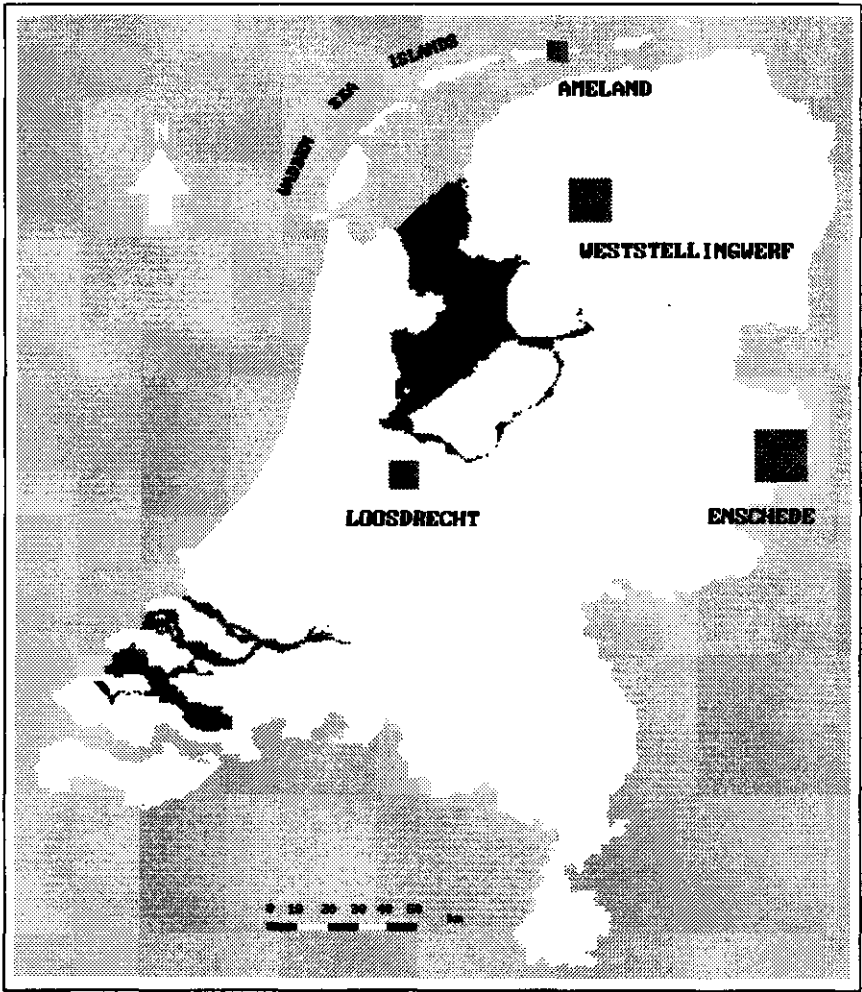 WADDEN SEA ISLANDS
AMELAND
N
WESTSTELLINGWERF
LOOSDRECHT
ENSCHEDE
0 10 20 30 40 50 km